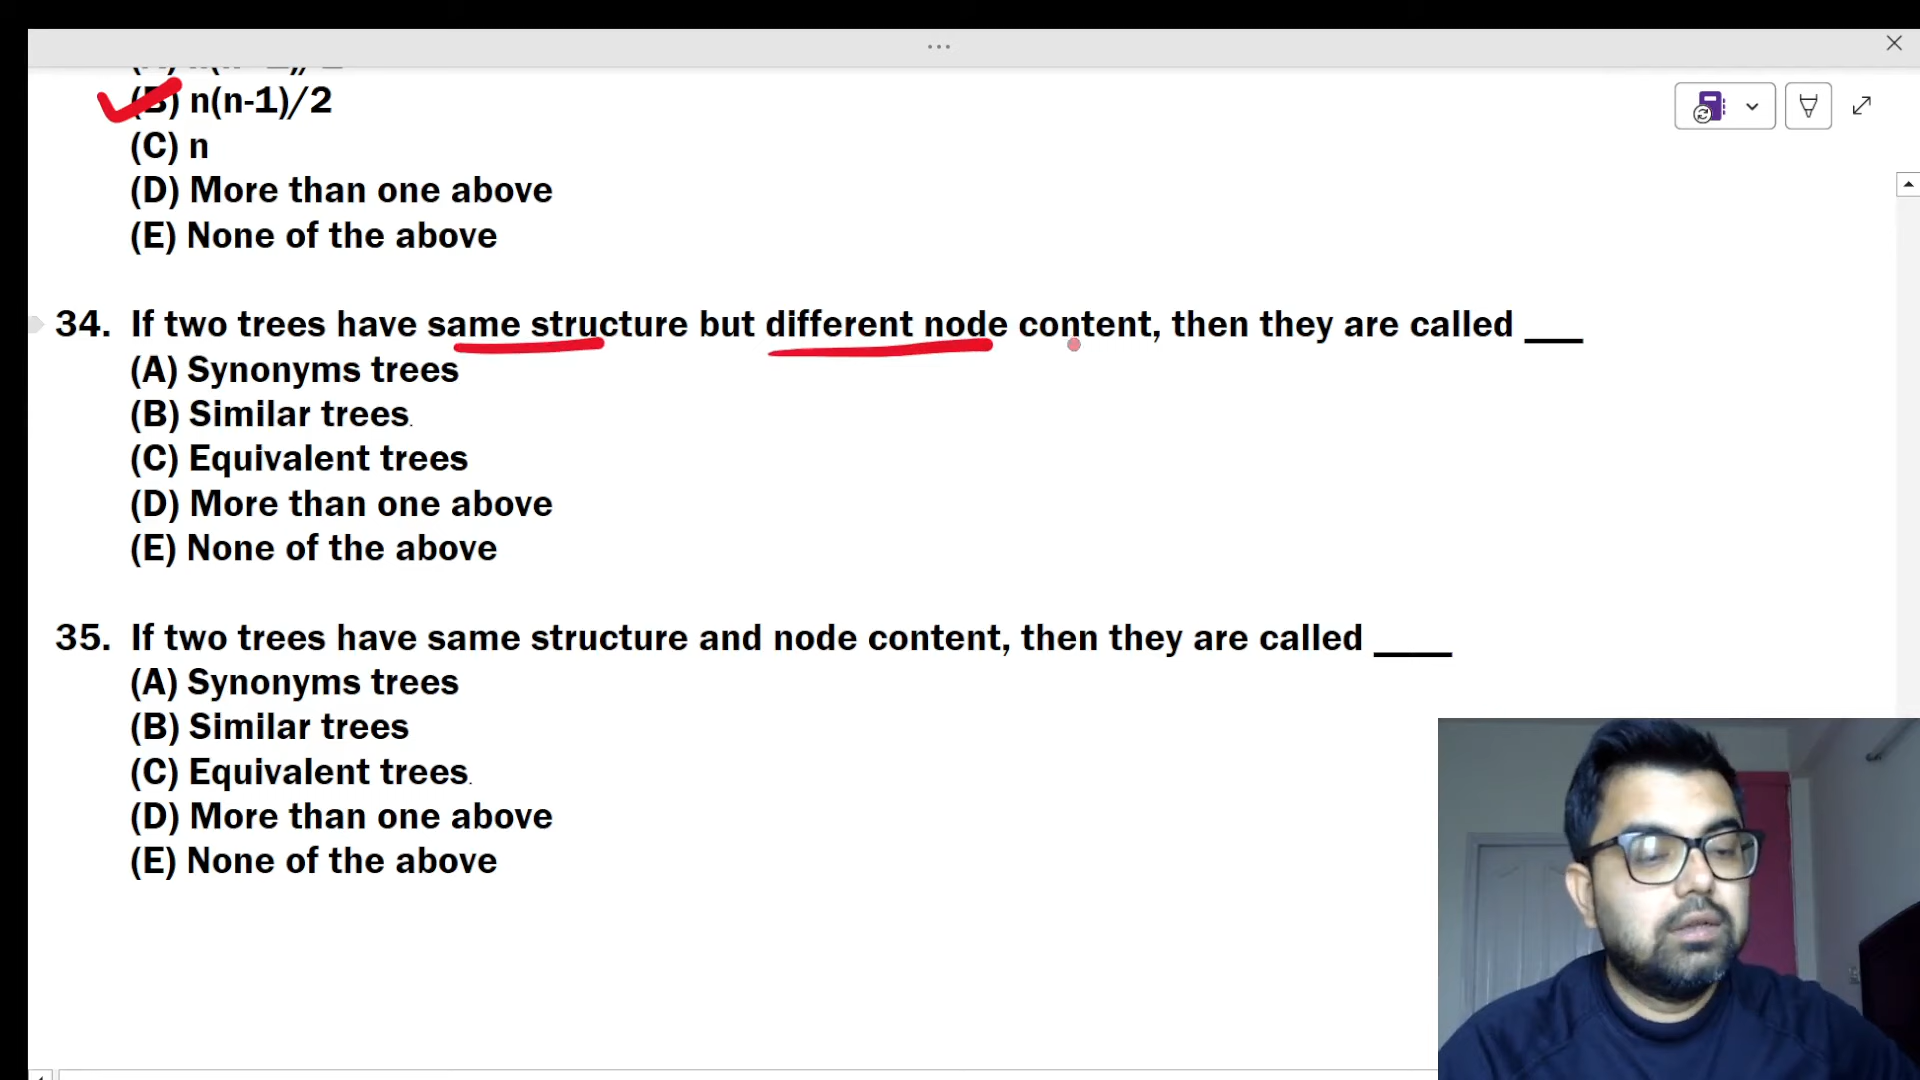 (B) n(n-1)/2
(C) n
(D) More than one above
(E) None of the above
34. If two trees have same structure but different node content, then they are called ___
(A) Synonyms trees
(B) Similar trees.
(C) Equivalent trees
(D) More than one above
(E) None of the above
35. If two trees have same structure and node content, then they are called ____
(A) Synonyms trees
(B) Similar trees
(C) Equivalent trees.
(D) More than one above
(E) None of the above